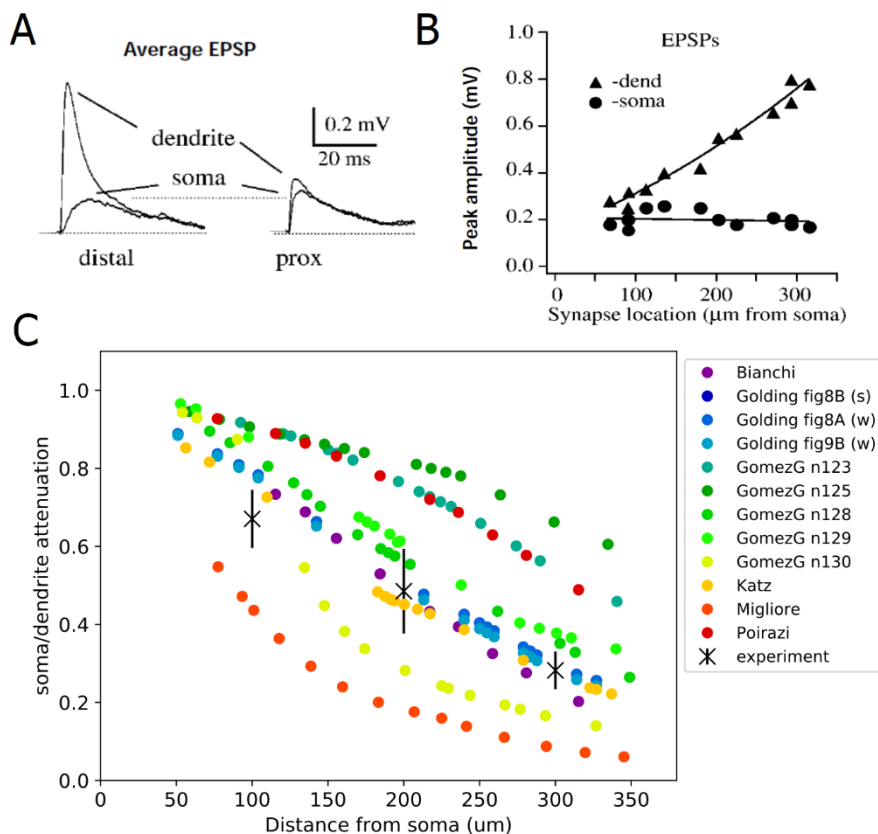 A
Average EPSP
dendrite
soma
0.2 mV
20 ms
distal
prox
B
EPSPs
-dend
-soma
Peak amplitude (mV)
1.0
0.8
0.6
0.4
0.2
0.0
0
100
200
300
Synapse location (µm from soma)
C
soma/dendrite attenuation
1.0
0.8
0.6
0.4
0.2
0.0
0
50
100
150
200
250
300
350
Distance from soma (um)
Bianchi
Golding fig8B (s)
Golding fig8A (w)
Golding fig9B (w)
GomezG n123
GomezG n125
GomezG n128
GomezG n129
GomezG n130
Katz
Migliore
Poirazi
experiment